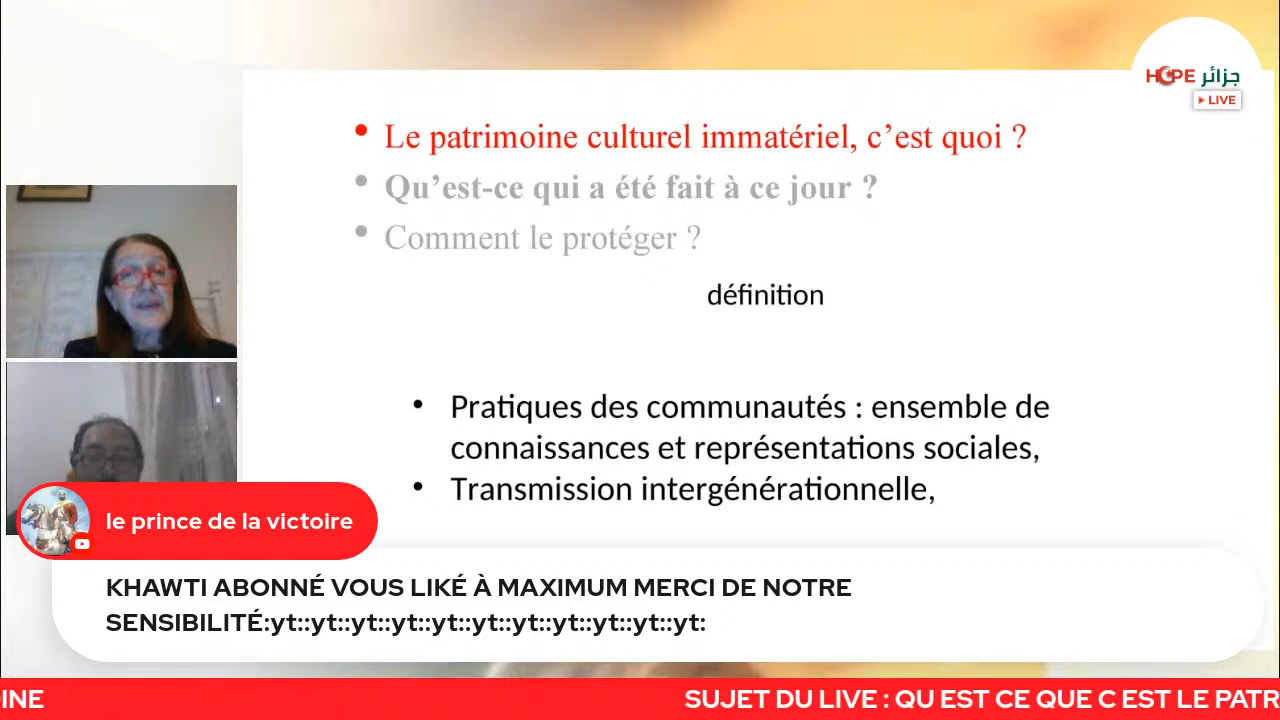 HOPE جزائر
LIVE
• Le patrimoine culturel immatériel, c’est quoi ?
• Qu’est-ce qui a été fait à ce jour ?
• Comment le protéger ?
définition
• Pratiques des communautés : ensemble de
connaissances et représentations sociales,
• Transmission intergénérationnelle,
le prince de la victoire
KHAWTI ABONNÉ VOUS LIKÉ À MAXIMUM MERCI DE NOTRE
SENSIBILITÉ:yt::yt::yt::yt::yt::yt::yt::yt::yt::yt::yt:
OINE SUJET DU LIVE : QU EST CE QUE C EST LE PATR